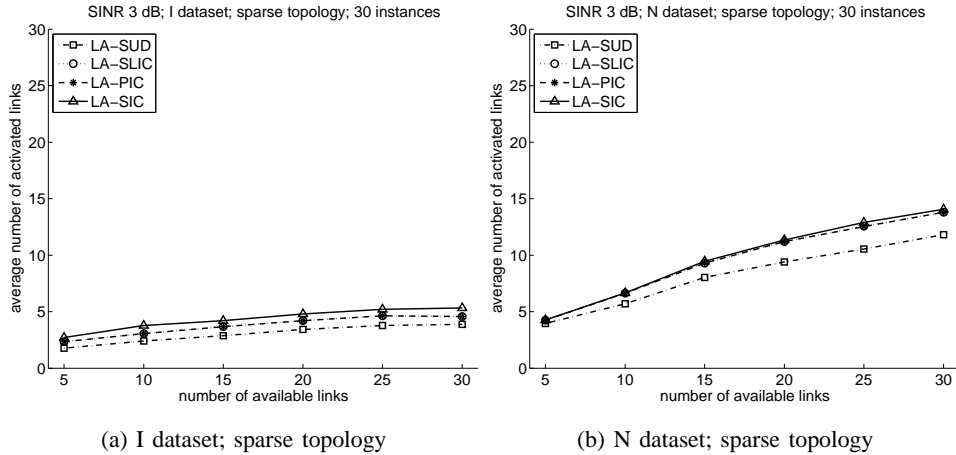 SINR 3 dB; I dataset; sparse topology; 30 instances
30
25
20
15
10
5
0
average number of activated links
LA−SUD
LA−SLIC
LA−PIC
LA−SIC
5 10 15 20 25 30
number of available links
(a) I dataset; sparse topology
SINR 3 dB; N dataset; sparse topology; 30 instances
30
25
20
15
10
5
0
average number of activated links
LA−SUD
LA−SLIC
LA−PIC
LA−SIC
5 10 15 20 25 30
number of available links
(b) N dataset; sparse topology